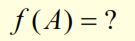 f(A) = ?